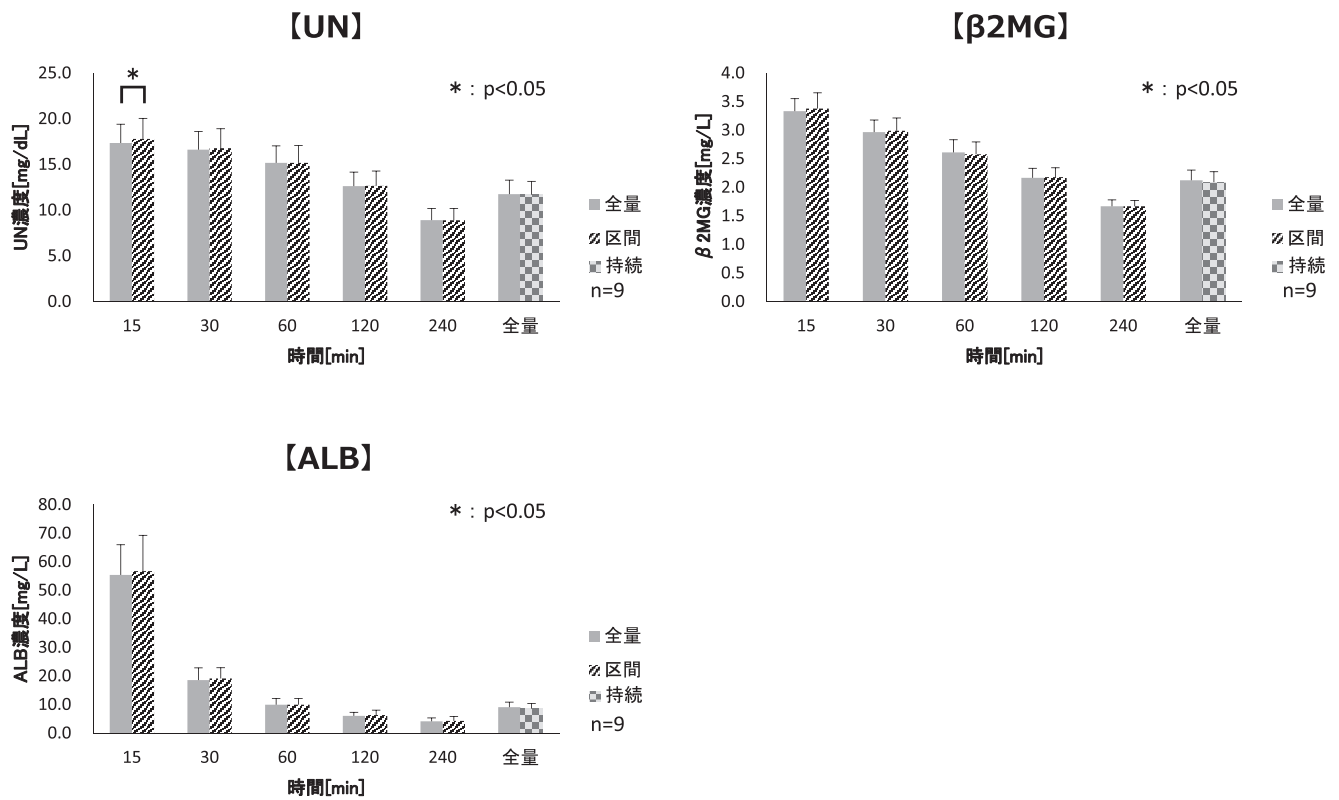 【UN】
*
* : p<0.05
UN濃度[mg/dL]
25.0
20.0
15.0
10.0
5.0
0.0
15 30 60 120 240 全量
時間[min]
全量
区間
持続
n=9
【β2MG】
* : p<0.05
β2MG濃度[mg/L]
4.0
3.5
3.0
2.5
2.0
1.5
1.0
0.5
0.0
15 30 60 120 240 全量
時間[min]
全量
区間
持続
n=9
【ALB】
* : p<0.05
ALB濃度[mg/L]
80.0
70.0
60.0
50.0
40.0
30.0
20.0
10.0
0.0
15 30 60 120 240 全量
時間[min]
全量
区間
持続
n=9